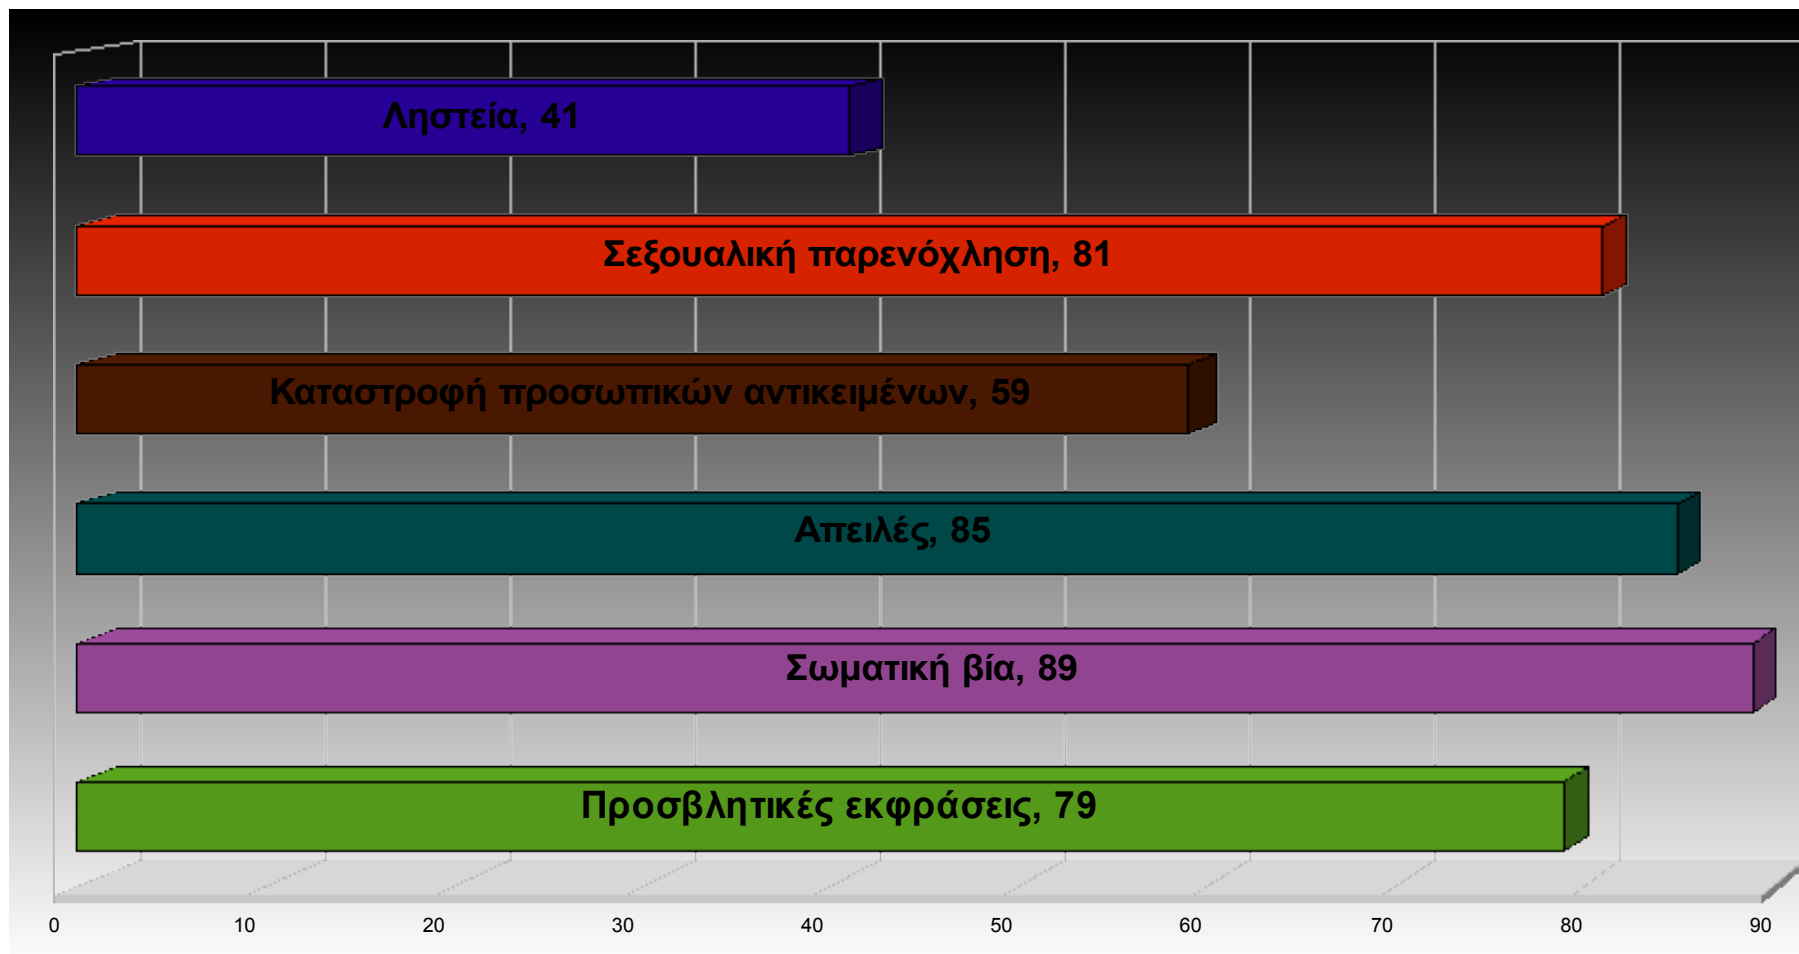 Ληστεία, 41
Σεξουαλική παρενόχληση, 81
Καταστροφή προσωπικών αντικειμένων, 59
Απειλές, 85
Σωματική βία, 89
Προσβλητικές εκφράσεις, 79
0 10 20 30 40 50 60 70 80 90